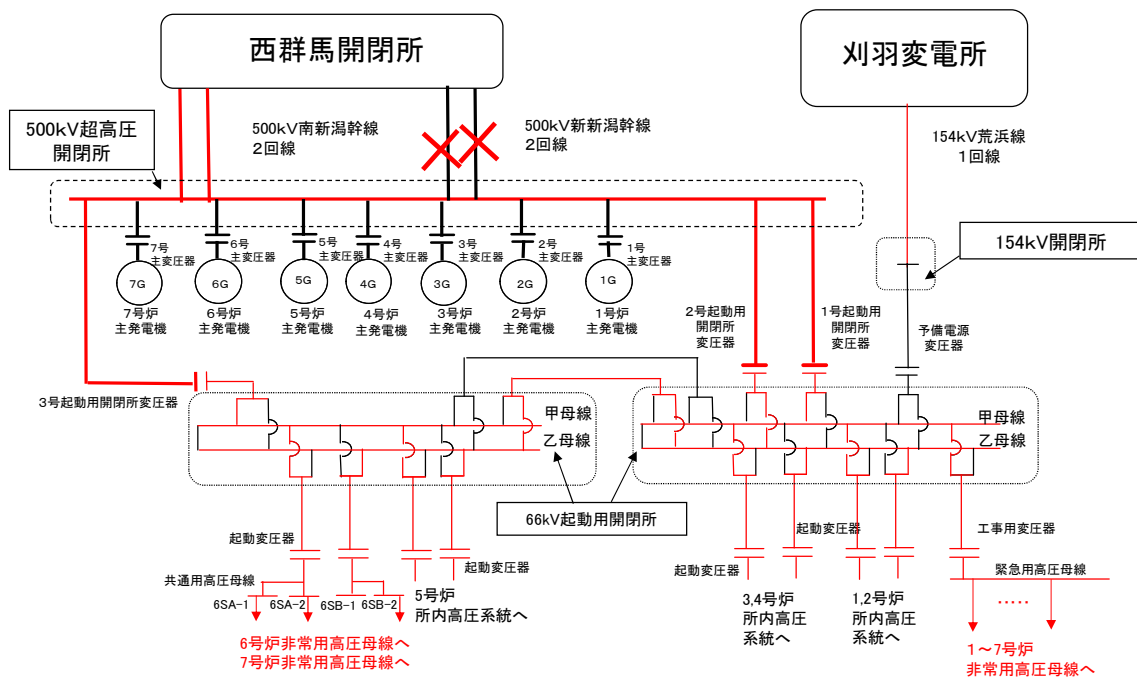 西群馬開閉所
刈羽変電所
500kV超高圧
開閉所
500kV南新潟幹線
2回線
500kV新新潟幹線
2回線
154kV荒浜線
1回線
154kV開閉所
7号
主変圧器
6号
主変圧器
5号
主変圧器
4号
主変圧器
3号
主変圧器
2号
主変圧器
1号
主変圧器
7G
6G
5G
4G
3G
2G
1G
7号炉
主発電機
6号炉
主発電機
5号炉
主発電機
4号炉
主発電機
3号炉
主発電機
2号炉
主発電機
1号炉
主発電機
2号起動用
開閉所
変圧器
1号起動用
開閉所
変圧器
予備電源
変圧器
3号起動用開閉所変圧器
甲母線
乙母線
甲母線
乙母線
66kV起動用開閉所
起動変圧器
起動変圧器
起動変圧器
起動変圧器
工事用変圧器
共通用高圧母線
6SA-1
6SA-2
6SB-1
6SB-2
5号炉
所内高圧系統へ
3,4号炉
所内高圧
系統へ
1,2号炉
所内高圧
系統へ
緊急用高圧母線
.....
6号炉非常用高圧母線へ
7号炉非常用高圧母線へ
1～7号炉
非常用高圧母線へ